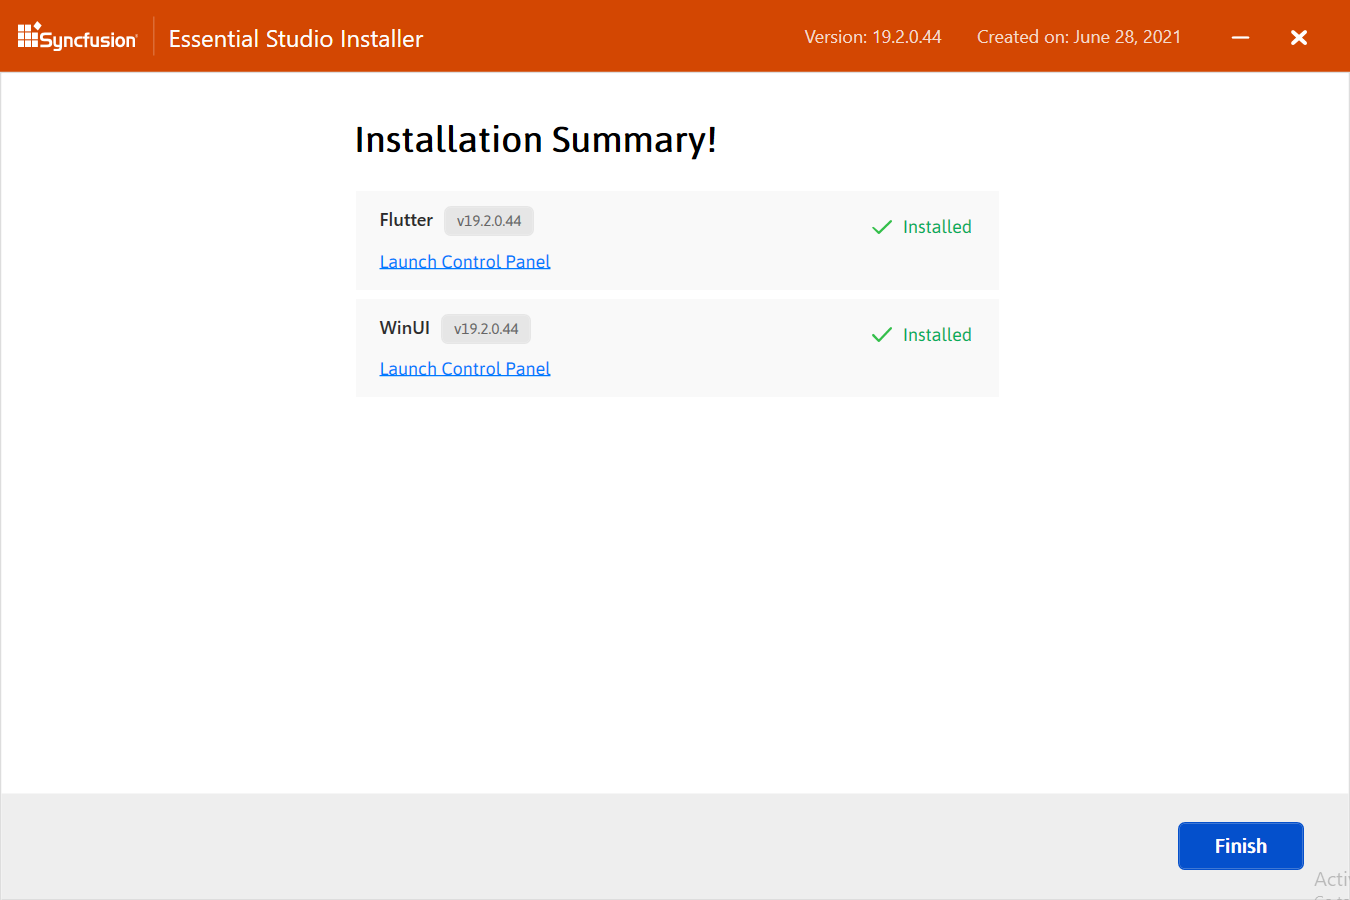 Syncfusion Essential Studio Installer Version: 19.2.0.44 Created on: June 28, 2021
Installation Summary!
Flutter v19.2.0.44 Installed
Launch Control Panel
WinUI v19.2.0.44 Installed
Launch Control Panel
Finish